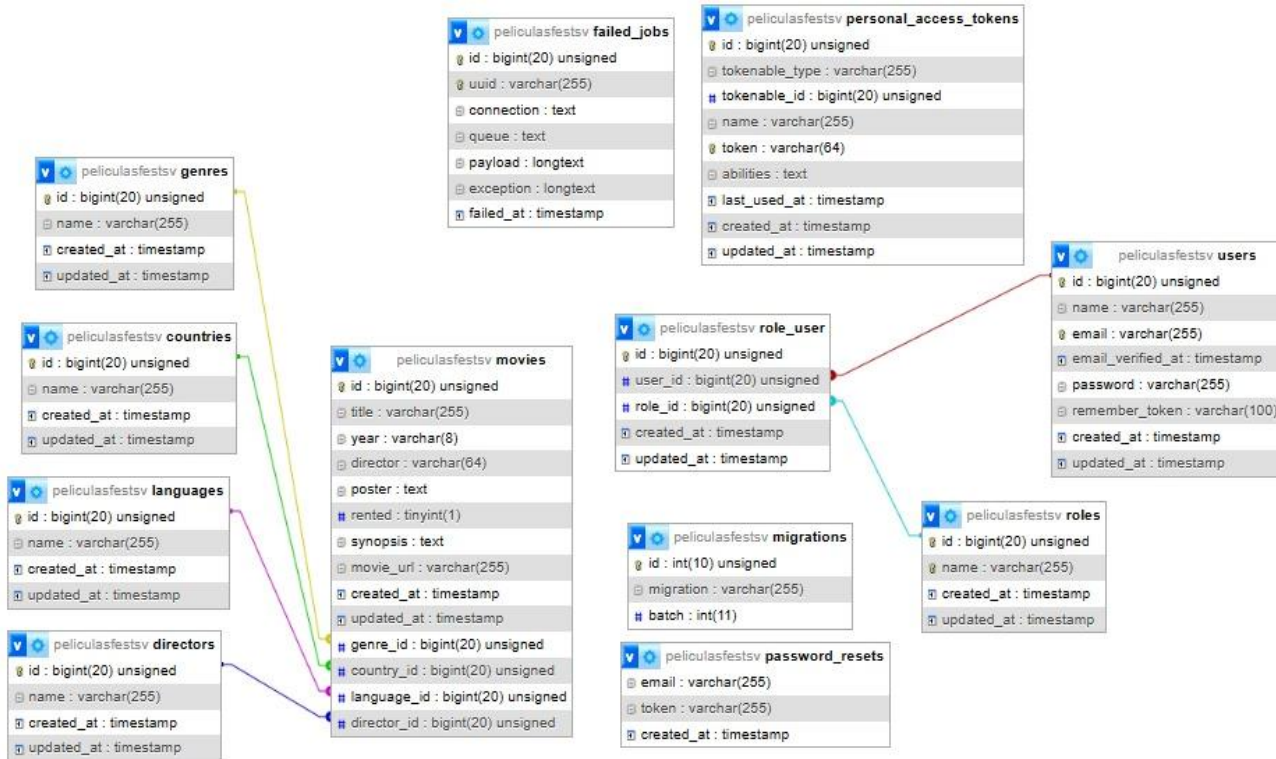 peliculasfestsv failed_jobs
id : bigint(20) unsigned
uuid : varchar(255)
connection : text
queue : text
payload : longtext
exception : longtext
failed_at : timestamp
peliculasfestsv personal_access_tokens
id : bigint(20) unsigned
tokenable_type : varchar(255)
tokenable_id : bigint(20) unsigned
name : varchar(255)
token : varchar(64)
abilities : text
last_used_at : timestamp
created_at : timestamp
updated_at : timestamp
peliculasfestsv genres
id : bigint(20) unsigned
name : varchar(255)
created_at : timestamp
updated_at : timestamp
peliculasfestsv countries
id : bigint(20) unsigned
name : varchar(255)
created_at : timestamp
updated_at : timestamp
peliculasfestsv languages
id : bigint(20) unsigned
name : varchar(255)
created_at : timestamp
updated_at : timestamp
peliculasfestsv directors
id : bigint(20) unsigned
name : varchar(255)
created_at : timestamp
updated_at : timestamp
peliculasfestsv movies
id : bigint(20) unsigned
title : varchar(255)
year : varchar(8)
director : varchar(64)
poster : text
rented : tinyint(1)
synopsis : text
movie_url : varchar(255)
created_at : timestamp
updated_at : timestamp
genre_id : bigint(20) unsigned
country_id : bigint(20) unsigned
language_id : bigint(20) unsigned
director_id : bigint(20) unsigned
peliculasfestsv role_user
id : bigint(20) unsigned
user_id : bigint(20) unsigned
role_id : bigint(20) unsigned
created_at : timestamp
updated_at : timestamp
peliculasfestsv users
id : bigint(20) unsigned
name : varchar(255)
email : varchar(255)
email_verified_at : timestamp
password : varchar(255)
remember_token : varchar(100)
created_at : timestamp
updated_at : timestamp
peliculasfestsv roles
id : bigint(20) unsigned
name : varchar(255)
created_at : timestamp
updated_at : timestamp
peliculasfestsv migrations
id : int(10) unsigned
migration : varchar(255)
batch : int(11)
peliculasfestsv password_resets
email : varchar(255)
token : varchar(255)
created_at : timestamp